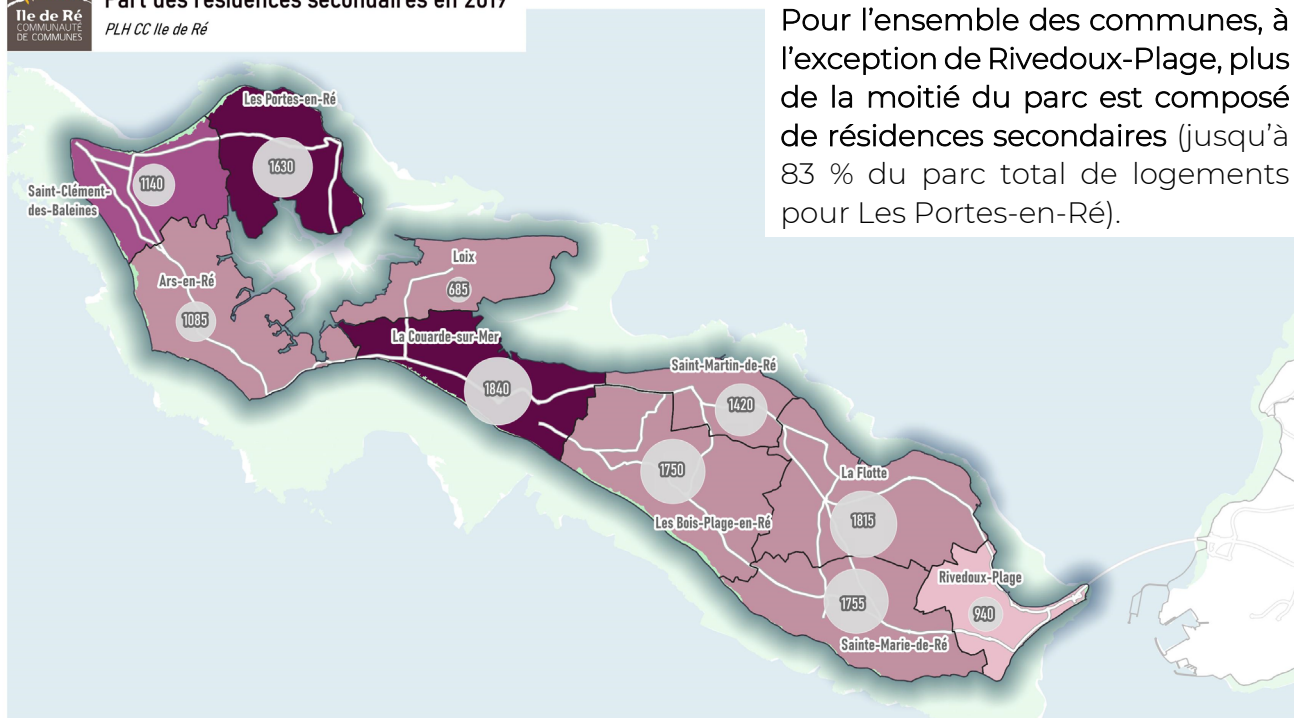 Part des résidences secondaires en 2019
Ile de Ré
COMMUNAUTÉ
DE COMMUNES
PLH CC Ile de Ré
Pour l'ensemble des communes, à
l'exception de Rivedoux-Plage, plus
de la moitié du parc est composé
de résidences secondaires (jusqu'à
83 % du parc total de logements
pour Les Portes-en-Ré).
Les Portes-en-Ré
1630
1140
Saint-Clément-
des-Baleines
Loix
685
Ars-en-Ré
1085
La Couarde-sur-Mer
1840
Saint-Martin-de-Ré
1420
1750
La Flotte
1815
Les Bois-Plage-en-Ré
Rivedoux-Plage
940
1755
Sainte-Marie-de-Ré